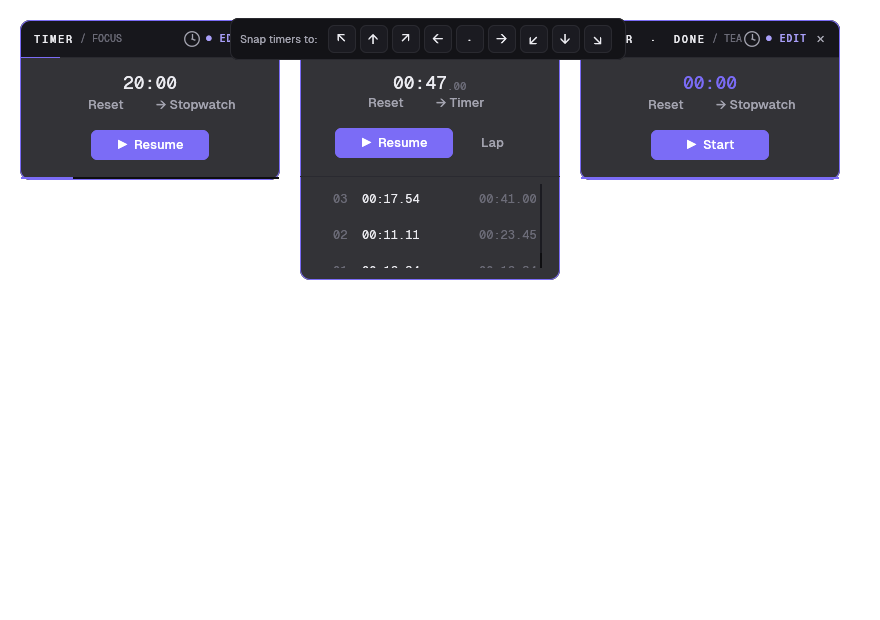 TIMER / FOCUS
Snap timers to:
R · DONE / TEA EDIT ×
20:00
Reset → Stopwatch
▶ Resume
00:47.00
Reset → Timer
▶ Resume Lap
03 00:17.54 00:41.00
02 00:11.11 00:23.45
00:00
Reset → Stopwatch
▶ Start